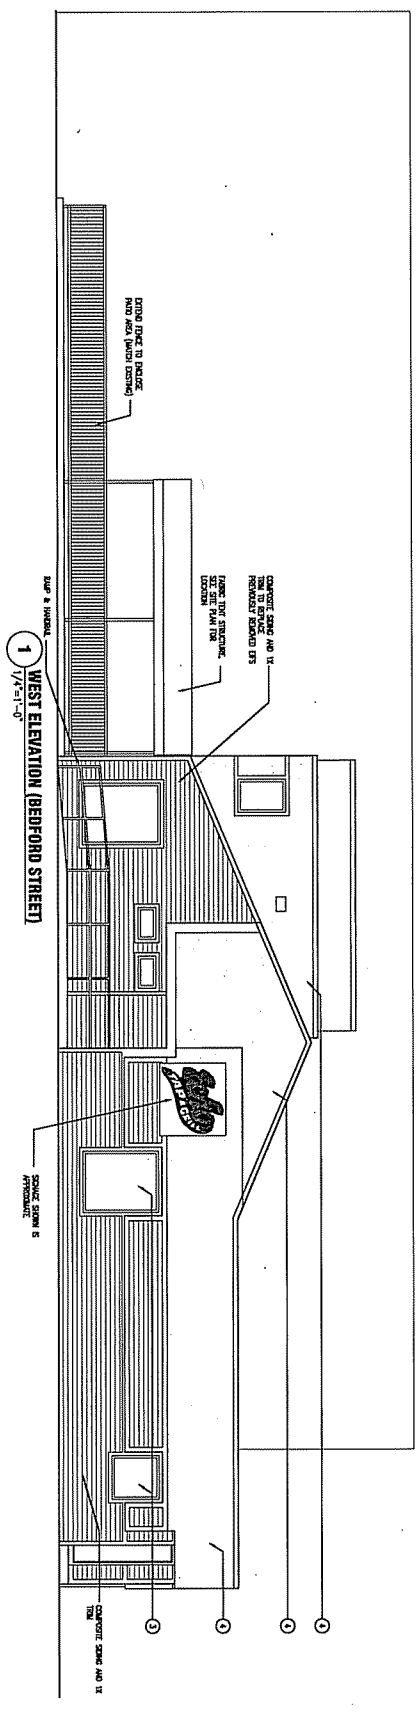 EXTEND FENCE TO ENCLOSE
PATIO AREA (MATCH EXISTING)
COMPOSITE SIDING AND 1X
TRIM TO REPLACE
PREVIOUSLY REMOVED EIFS
FABRIC TENT STRUCTURE,
SEE SITE PLAN FOR
LOCATION
RAMP & HANDRAIL
1
WEST ELEVATION (BEDFORD STREET)
1/4"=1'-0"
TAP & GRILL
SIGNAGE SHOWN IS
APPROXIMATE
COMPOSITE SIDING AND 1X
TRIM
3
4
4
4